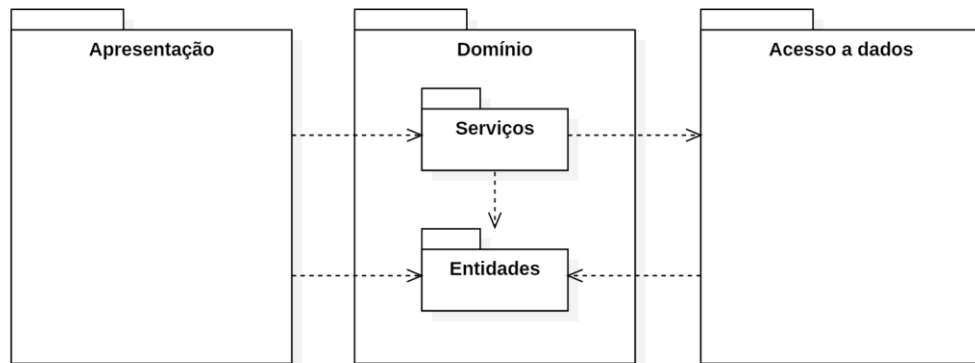 Apresentação
Domínio
Acesso a dados
Serviços
Entidades